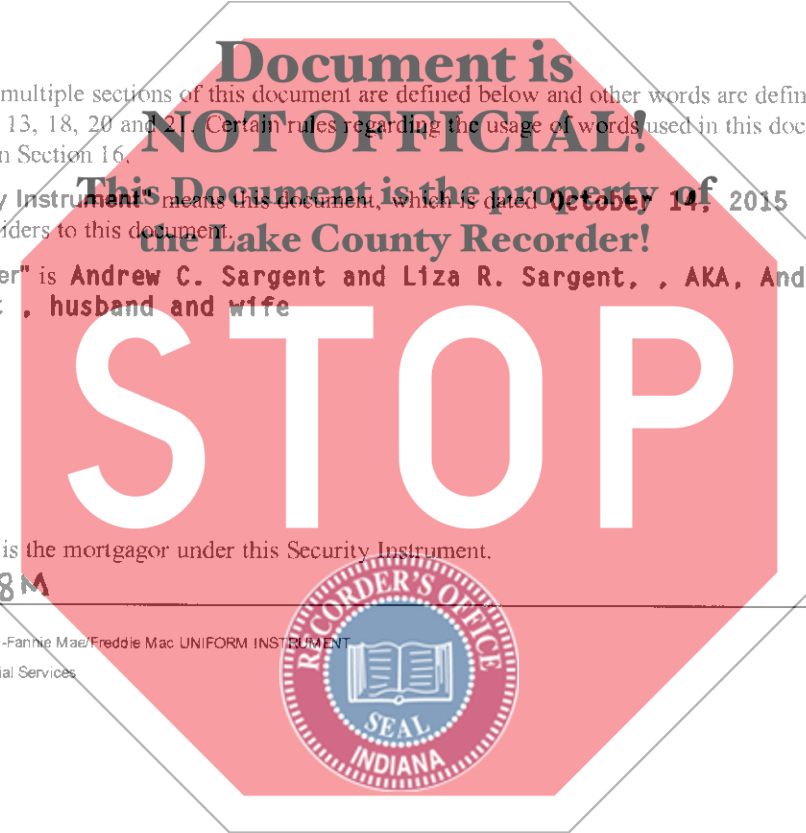 Document is
multiple sections of this document are defined below and other words are defin
NOT OFFICIAL!
13, 18, 20 and 21. Certain rules regarding the usage of words used in this doc
n Section 16.
This Document is the property of
y Instrument" means this document, which is dated October 14, 2015
the Lake County Recorder!
iders to this document.
er" is Andrew C. Sargent and Liza R. Sargent, , AKA, And
, husband and wife
STOP
is the mortgagor under this Security Instrument.
8M
-Fannie Mae/Freddie Mac UNIFORM INSTRUMENT
ial Services
RECORDER'S OFFICE
SEAL
INDIANA